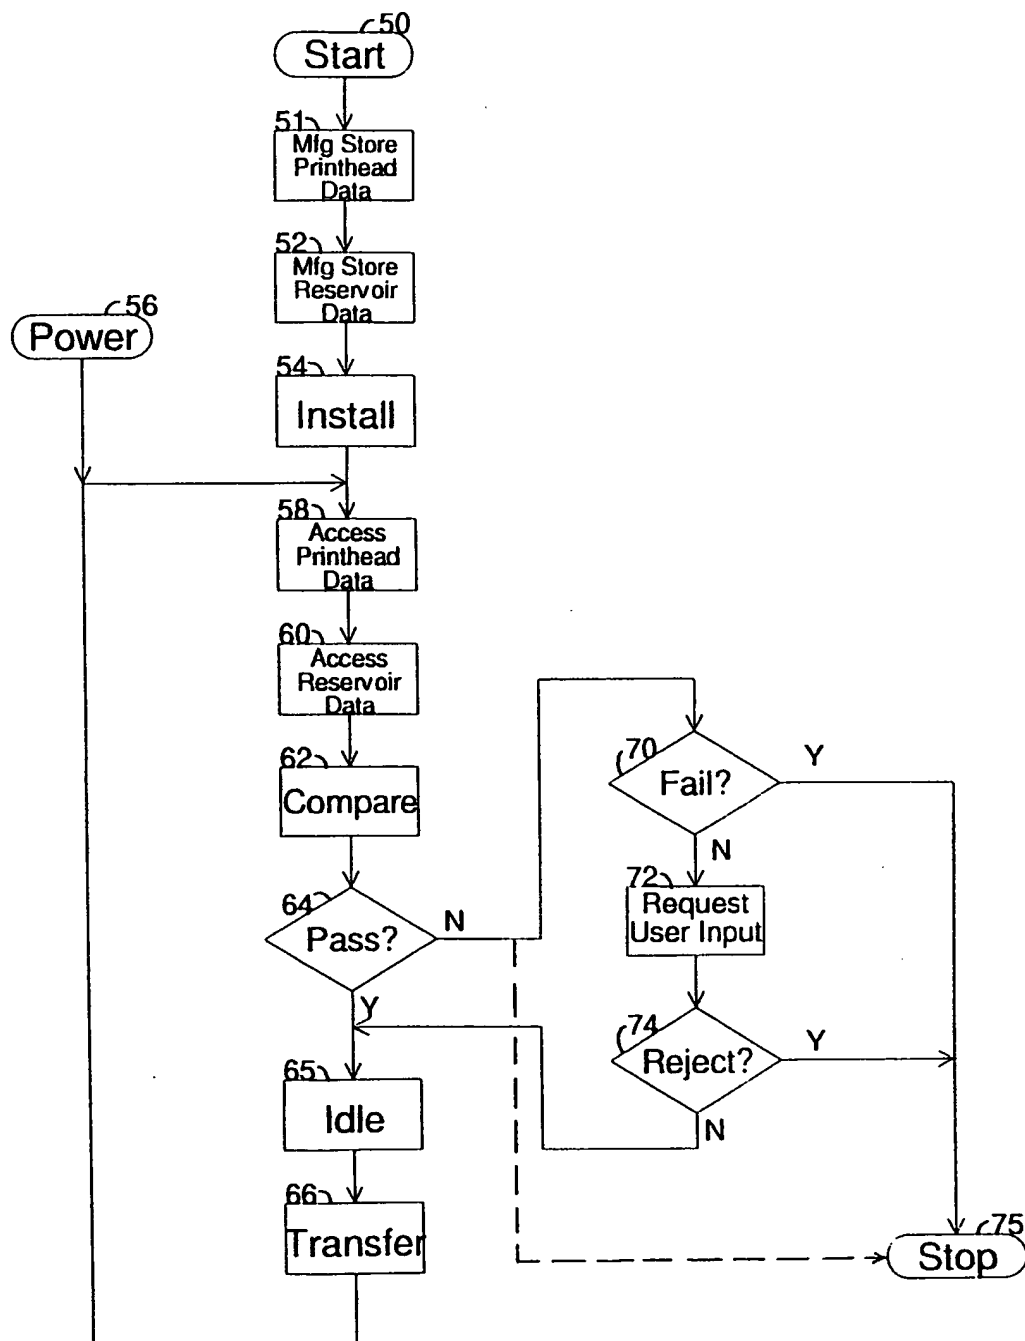 50
Start
51
Mfg Store
Printhead
Data
52
Mfg Store
Reservoir
Data
56
Power
54
Install
58
Access
Printhead
Data
60
Access
Reservoir
Data
62
Compare
64
Pass?
N
Y
70
Fail?
Y
N
72
Request
User Input
74
Reject?
Y
N
65
Idle
66
Transfer
75
Stop